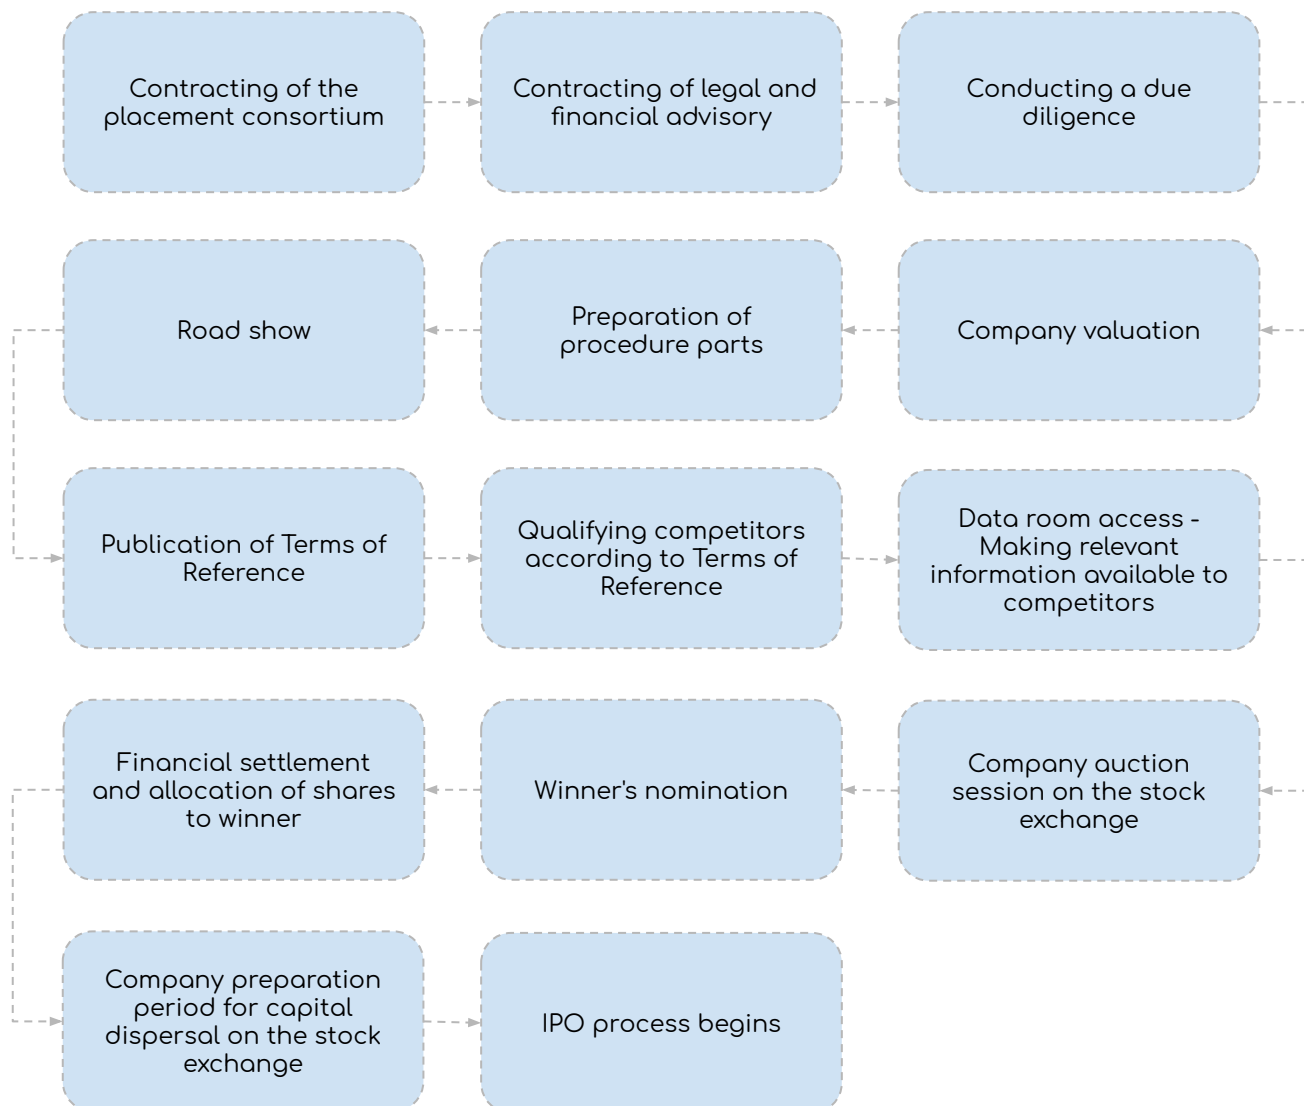 Contracting of the
placement consortium
Contracting of legal and
financial advisory
Conducting a due
diligence
Company valuation
Preparation of
procedure parts
Road show
Publication of Terms of
Reference
Qualifying competitors
according to Terms of
Reference
Data room access -
Making relevant
information available to
competitors
Company auction
session on the stock
exchange
Winner's nomination
Financial settlement
and allocation of shares
to winner
Company preparation
period for capital
dispersal on the stock
exchange
IPO process begins